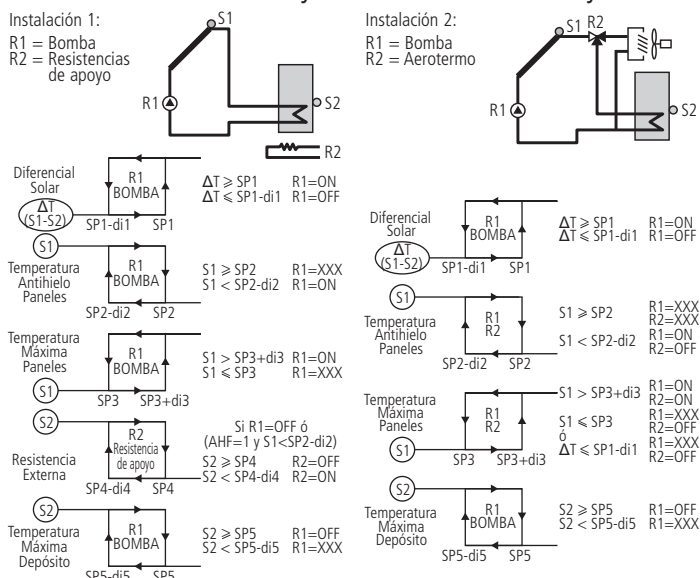 Instalación 1:
R1 = Bomba
R2 = Resistencias
de apoyo
S1
R1
S2
R2
Diferencial
Solar
ΔT
(S1-S2)
R1
BOMBA
SP1-di1 SP1
ΔT ⩾ SP1 R1=ON
ΔT ⩽ SP1-di1 R1=OFF
S1
Temperatura
Antihielo
Paneles
R1
BOMBA
SP2-di2 SP2
S1 ⩾ SP2 R1=XXX
S1 < SP2-di2 R1=ON
Temperatura
Máxima
Paneles
S1
R1
BOMBA
SP3 SP3+di3
S1 > SP3+di3 R1=ON
S1 ⩽ SP3 R1=XXX
S2
Resistencia
Externa
R2
Resistencia
de apoyo
SP4-di4 SP4
Si R1=OFF ó
(AHF=1 y S1<SP2-di2)
S2 ⩾ SP4 R2=OFF
S2 < SP4-di4 R2=ON
S2
Temperatura
Máxima
Depósito
R1
BOMBA
SP5-di5 SP5
S2 ⩾ SP5 R1=OFF
S2 < SP5-di5 R1=XXX
Instalación 2:
R1 = Bomba
R2 = Aerotermo
S1 R2
R1
S2
Diferencial
Solar
ΔT
(S1-S2)
R1
BOMBA
SP1-di1 SP1
ΔT ⩾ SP1 R1=ON
ΔT ⩽ SP1-di1 R1=OFF
S1
Temperatura
Antihielo
Paneles
R1
R2
SP2-di2 SP2
S1 ⩾ SP2 R1=XXX
R2=XXX
S1 < SP2-di2 R1=ON
R2=OFF
Temperatura
Máxima
Paneles
S1
R1
R2
SP3 SP3+di3
S1 > SP3+di3 R1=ON
R2=ON
S1 ⩽ SP3 R1=XXX
R2=OFF
ó
ΔT ⩽ SP1-di1 R1=XXX
R2=OFF
S2
Temperatura
Máxima
Depósito
R1
BOMBA
SP5-di5 SP5
S2 ⩾ SP5 R1=OFF
S2 < SP5-di5 R1=XXX